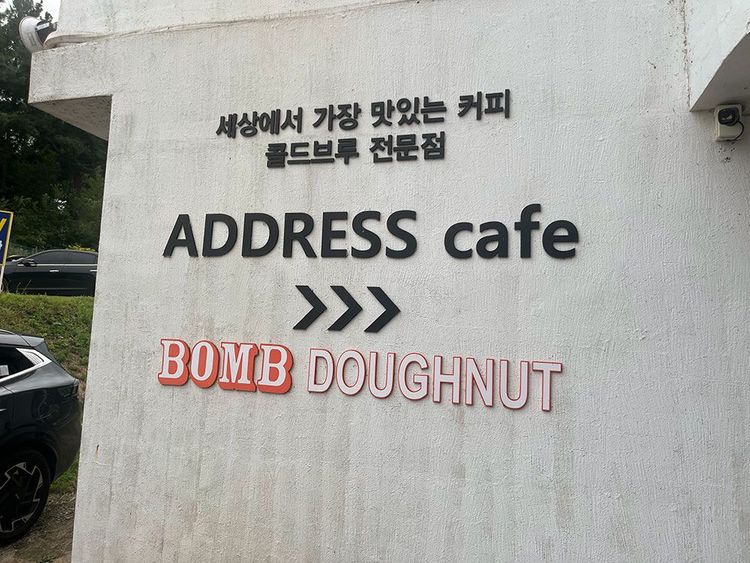 세상에서 가장 맛있는 커피
콜드브루 전문점
ADDRESS cafe
BOMB DOUGHNUT